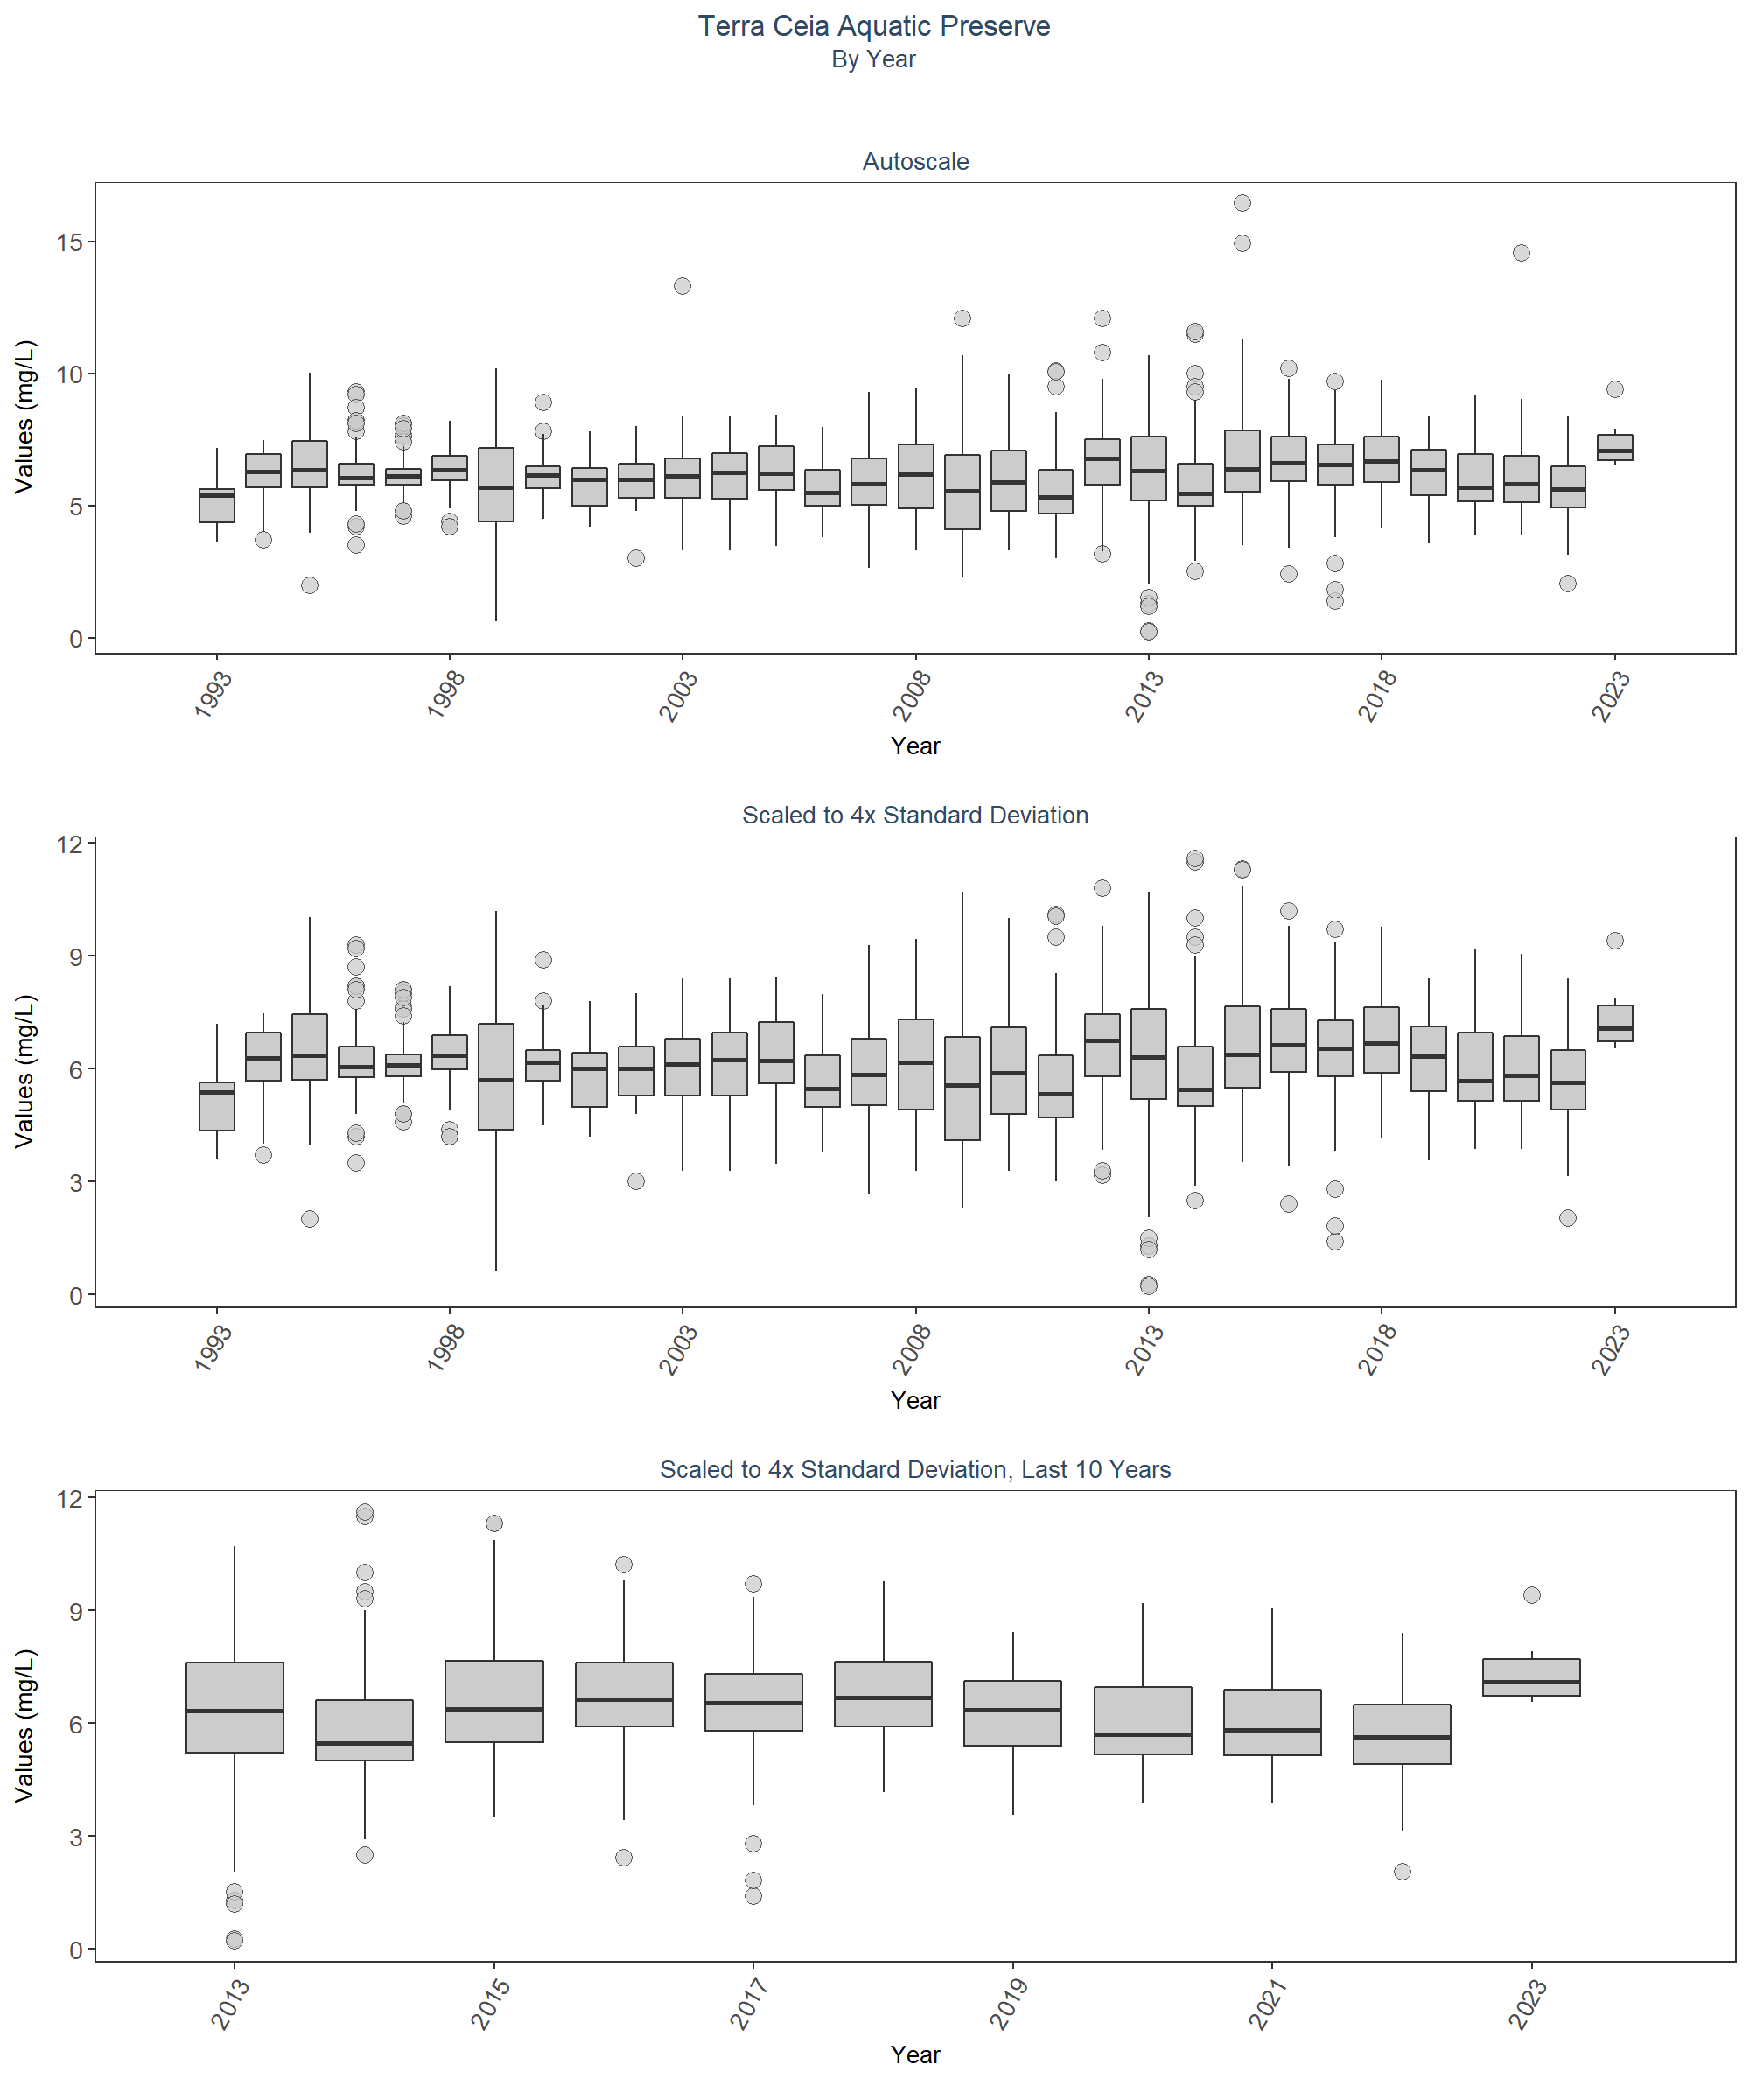 Terra Ceia Aquatic Preserve
By Year
Autoscale
Values (mg/L)
15
10
5
0
1993 1998 2003 2008 2013 2018 2023
Year
Scaled to 4x Standard Deviation
Values (mg/L)
12
9
6
3
0
1993 1998 2003 2008 2013 2018 2023
Year
Scaled to 4x Standard Deviation, Last 10 Years
Values (mg/L)
12
9
6
3
0
2013 2015 2017 2019 2021 2023
Year